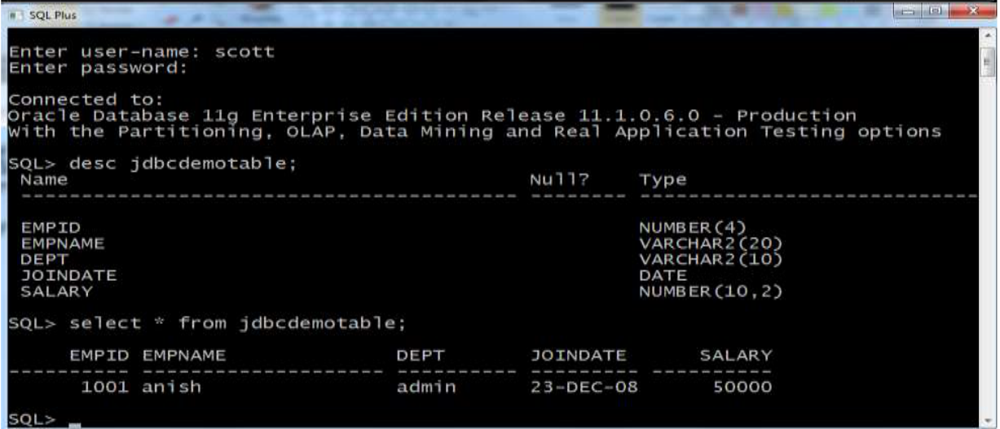 SQL Plus
Enter user-name: scott
Enter password:
Connected to:
Oracle Database 11g Enterprise Edition Release 11.1.0.6.0 - Production
With the Partitioning, OLAP, Data Mining and Real Application Testing options
SQL> desc jdbcdemotable;
Name Null? Type
----------------------------------------- -------- ----------------------------
EMPID NUMBER(4)
EMPNAME VARCHAR2(20)
DEPT VARCHAR2(10)
JOINDATE DATE
SALARY NUMBER(10,2)
SQL> select * from jdbcdemotable;
EMPID EMPNAME DEPT JOINDATE SALARY
---------- -------------------- ---------- --------- ----------
1001 anish admin 23-DEC-08 50000
SQL> _